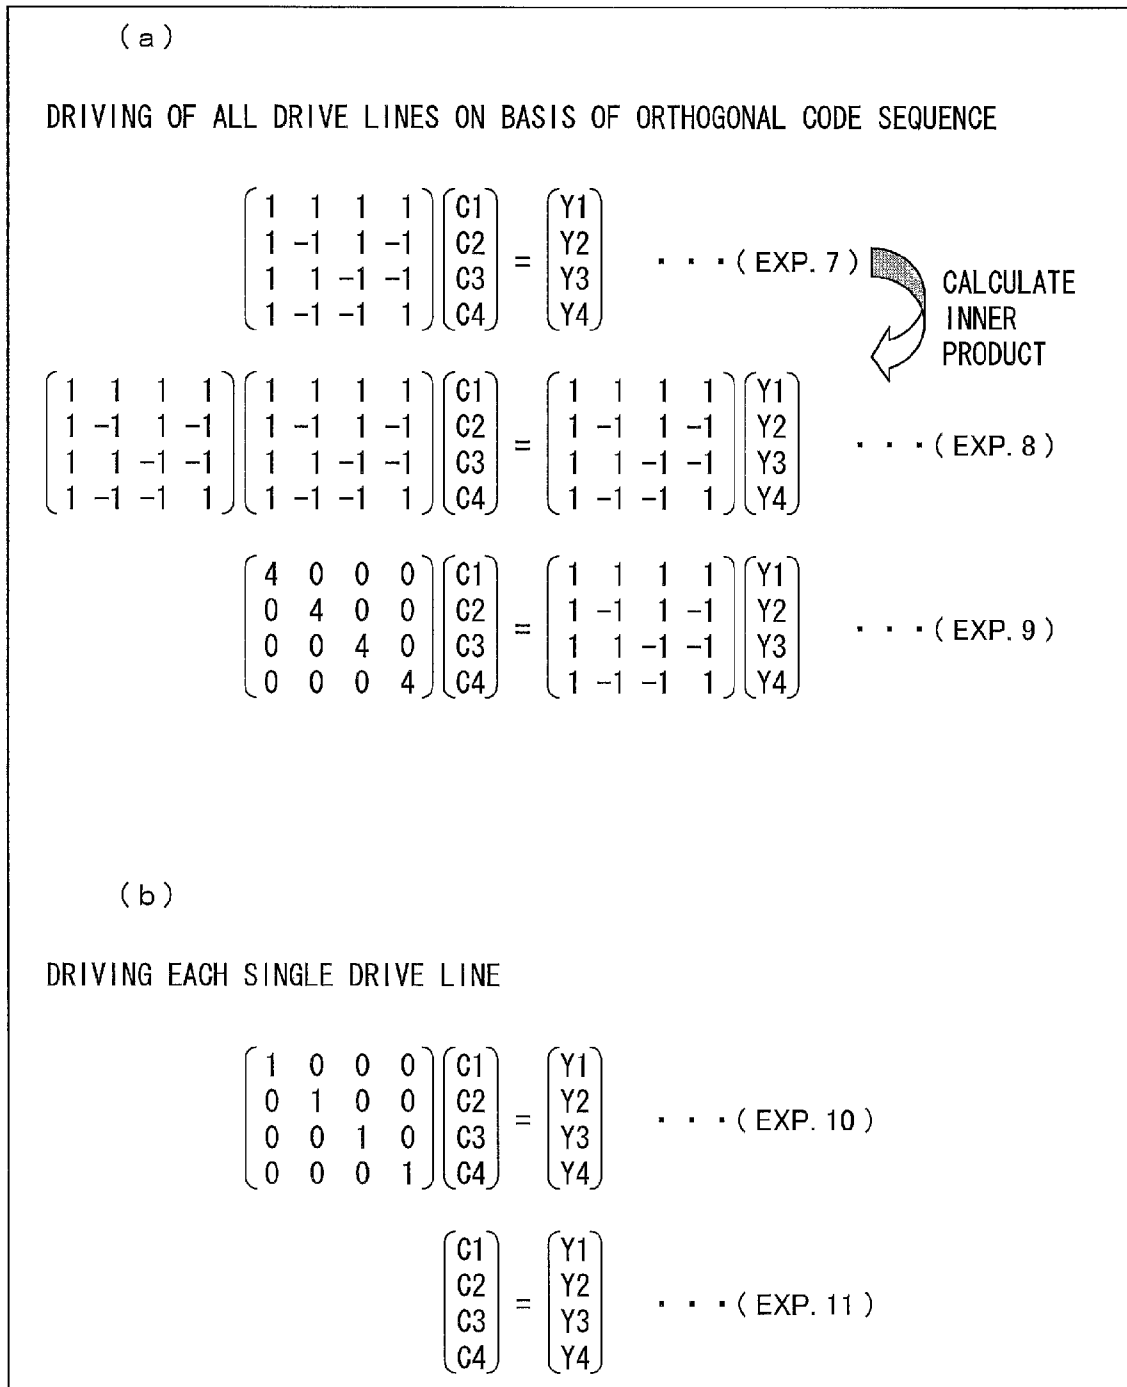 (a)
DRIVING OF ALL DRIVE LINES ON BASIS OF ORTHOGONAL CODE SEQUENCE
1 1 1 1 C1 Y1
1 -1 1 -1 C2 = Y2 ···(EXP.7)
1 1 -1 -1 C3 Y3
1 -1 -1 1 C4 Y4
CALCULATE
INNER
PRODUCT
1 1 1 1 1 1 1 1 C1 1 1 1 1 Y1
1 -1 1 -1 1 -1 1 -1 C2 = 1 -1 1 -1 Y2 ···(EXP.8)
1 1 -1 -1 1 1 -1 -1 C3 1 1 -1 -1 Y3
1 -1 -1 1 1 -1 -1 1 C4 1 -1 -1 1 Y4
4 0 0 0 C1 1 1 1 1 Y1
0 4 0 0 C2 = 1 -1 1 -1 Y2 ···(EXP.9)
0 0 4 0 C3 1 1 -1 -1 Y3
0 0 0 4 C4 1 -1 -1 1 Y4
(b)
DRIVING EACH SINGLE DRIVE LINE
1 0 0 0 C1 Y1
0 1 0 0 C2 = Y2 ···(EXP.10)
0 0 1 0 C3 Y3
0 0 0 1 C4 Y4
C1 Y1
C2 = Y2 ···(EXP.11)
C3 Y3
C4 Y4